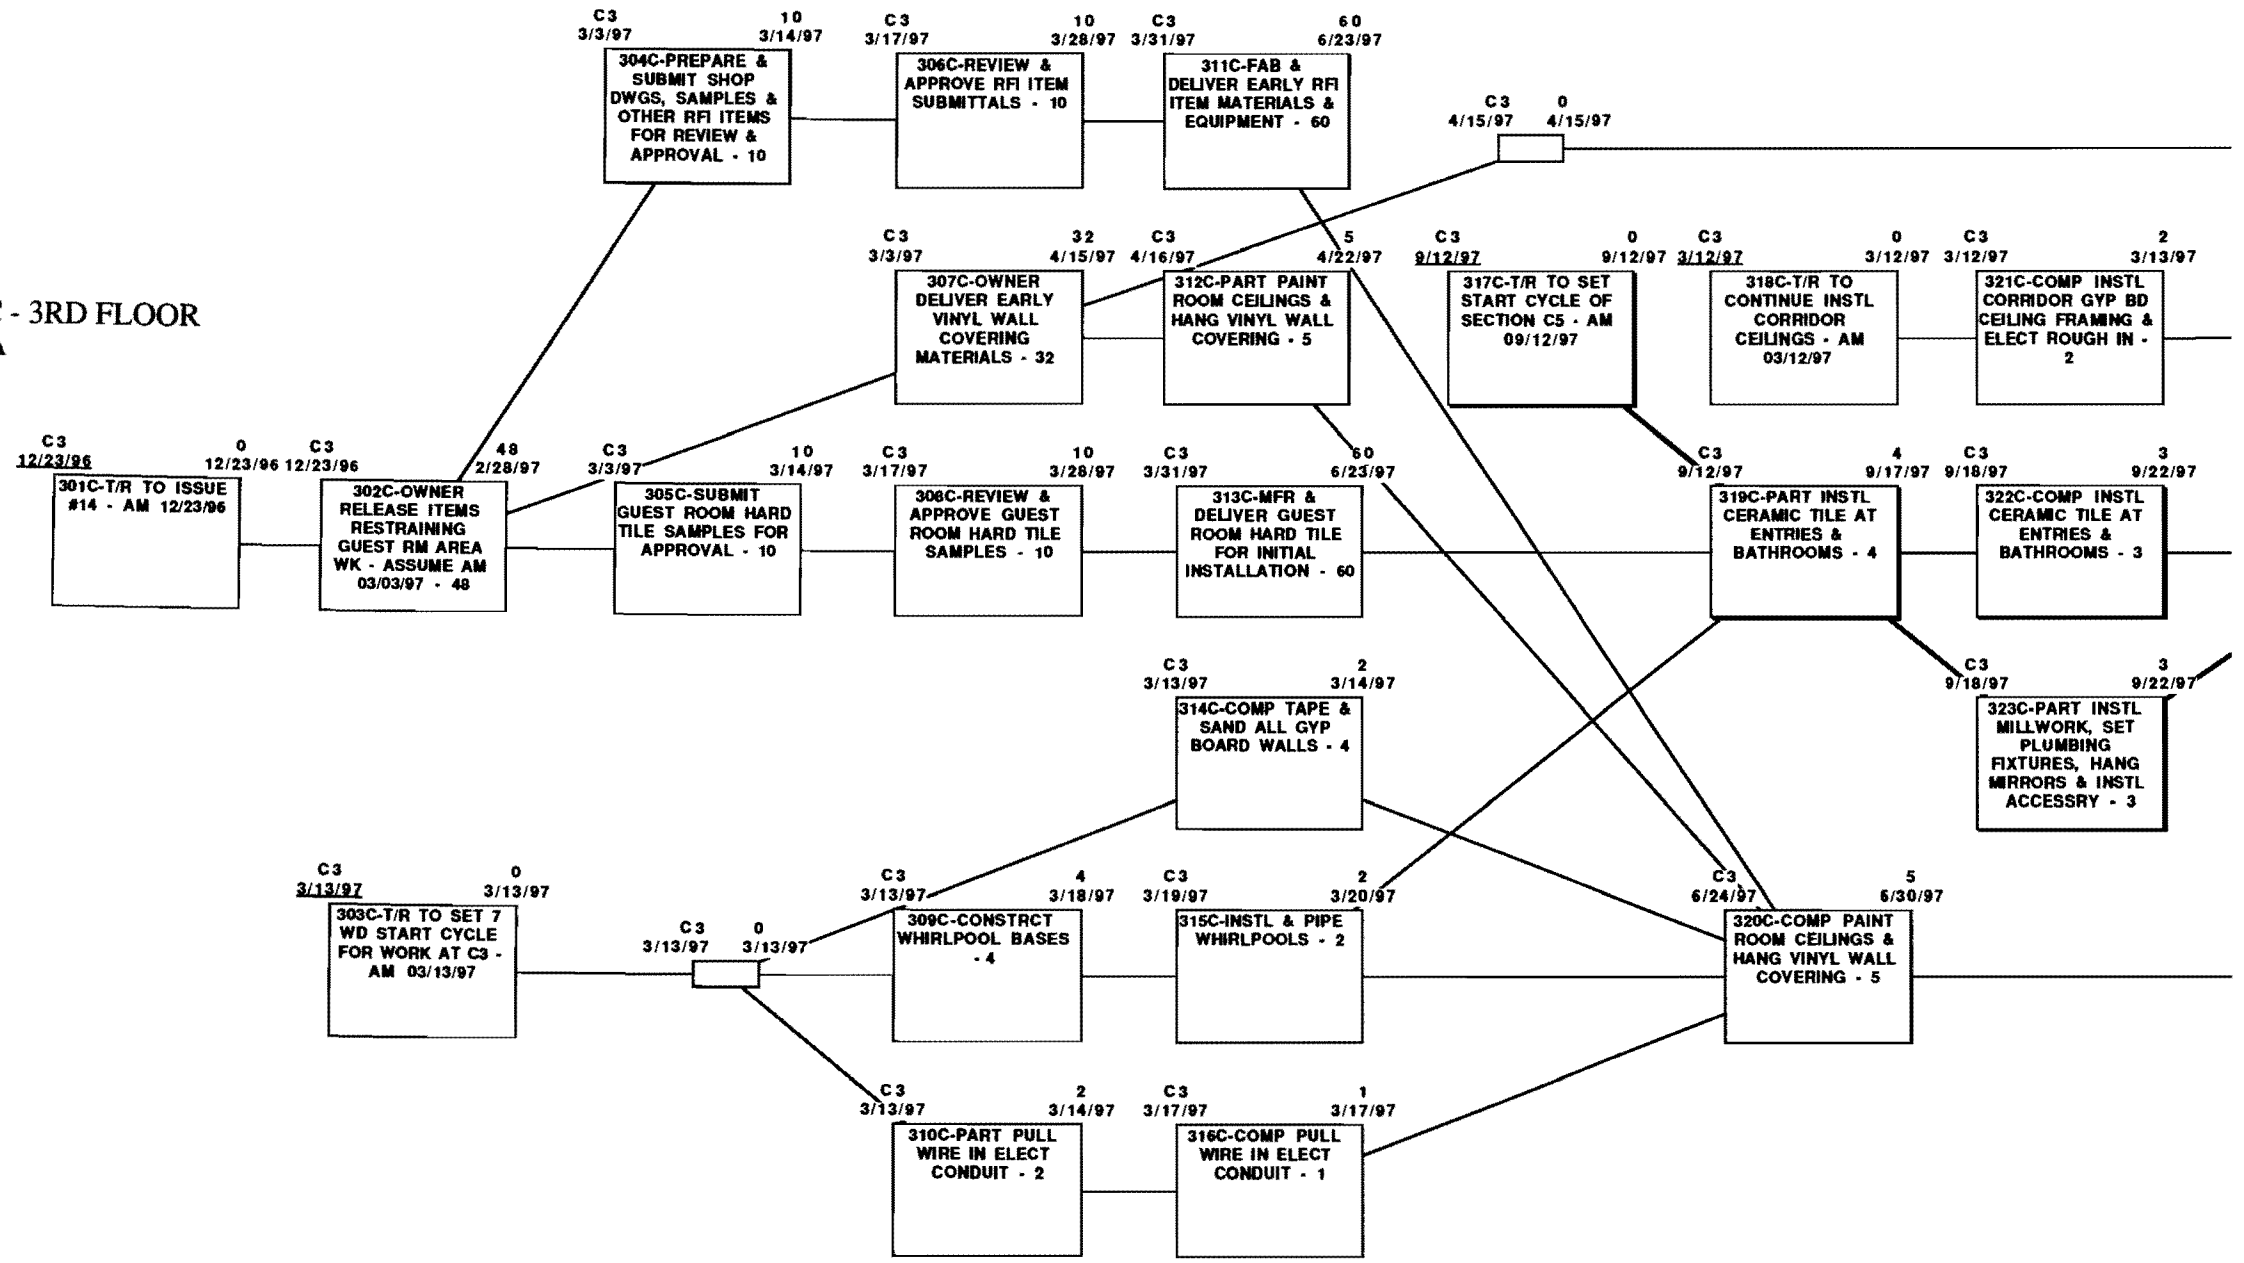 C3 10
3/3/97 3/14/97
304C-PREPARE &
SUBMIT SHOP
DWGS, SAMPLES &
OTHER RFI ITEMS
FOR REVIEW &
APPROVAL - 10
C3 10
3/17/97 3/28/97
306C-REVIEW &
APPROVE RFI ITEM
SUBMITTALS - 10
C3 60
3/31/97 6/23/97
311C-FAB &
DELIVER EARLY RFI
ITEM MATERIALS &
EQUIPMENT - 60
C3 0
4/15/97 4/15/97
- 3RD FLOOR
C3 32
3/3/97 4/15/97
307C-OWNER
DELIVER EARLY
VINYL WALL
COVERING
MATERIALS - 32
C3 5
4/16/97 4/22/97
312C-PART PAINT
ROOM CEILINGS &
HANG VINYL WALL
COVERING - 5
C3 0
9/12/97 9/12/97
317C-T/R TO SET
START CYCLE OF
SECTION C5 - AM
09/12/97
C3 0
3/12/97 3/12/97
318C-T/R TO
CONTINUE INSTL
CORRIDOR
CEILINGS - AM
03/12/97
C3 2
3/12/97 3/13/97
321C-COMP INSTL
CORRIDOR GYP BD
CEILING FRAMING &
ELECT ROUGH IN -
2
C3 0
12/23/96 12/23/96
301C-T/R TO ISSUE
#14 - AM 12/23/96
C3 48
12/23/96 2/28/97
302C-OWNER
RELEASE ITEMS
RESTRAINING
GUEST RM AREA
WK - ASSUME AM
03/03/97 - 48
C3 10
3/3/97 3/14/97
305C-SUBMIT
GUEST ROOM HARD
TILE SAMPLES FOR
APPROVAL - 10
C3 10
3/17/97 3/28/97
308C-REVIEW &
APPROVE GUEST
ROOM HARD TILE
SAMPLES - 10
C3 60
3/31/97 6/23/97
313C-MFR &
DELIVER GUEST
ROOM HARD TILE
FOR INITIAL
INSTALLATION - 60
C3 4
9/12/97 9/17/97
319C-PART INSTL
CERAMIC TILE AT
ENTRIES &
BATHROOMS - 4
C3 3
9/18/97 9/22/97
322C-COMP INSTL
CERAMIC TILE AT
ENTRIES &
BATHROOMS - 3
C3 2
3/13/97 3/14/97
314C-COMP TAPE &
SAND ALL GYP
BOARD WALLS - 4
C3 3
9/18/97 9/22/97
323C-PART INSTL
MILLWORK, SET
PLUMBING
FIXTURES, HANG
MIRRORS & INSTL
ACCESSRY - 3
C3 0
3/13/97 3/13/97
303C-T/R TO SET 7
WD START CYCLE
FOR WORK AT C3 -
AM 03/13/97
C3 0
3/13/97 3/13/97
C3 4
3/13/97 3/18/97
309C-CONSTRCT
WHIRLPOOL BASES
- 4
C3 2
3/19/97 3/20/97
315C-INSTL & PIPE
WHIRLPOOLS - 2
C3 5
6/24/97 6/30/97
320C-COMP PAINT
ROOM CEILINGS &
HANG VINYL WALL
COVERING - 5
C3 2
3/13/97 3/14/97
310C-PART PULL
WIRE IN ELECT
CONDUIT - 2
C3 1
3/17/97 3/17/97
316C-COMP PULL
WIRE IN ELECT
CONDUIT - 1